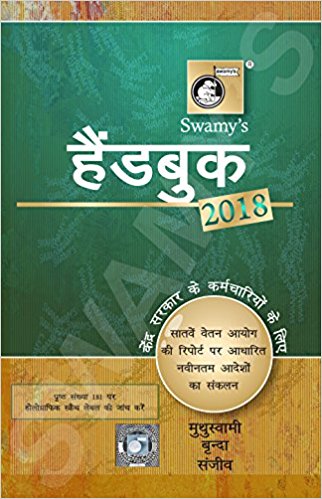 swamy's
®
Swamy's
हैंडबुक
2018
केंद्र सरकार के कर्मचारियों के लिए
सातवें वेतन आयोग
की रिपोर्ट पर आधारित
नवीनतम आदेशों
का संकलन
पृष्ठ संख्या 181 पर
होलोग्राफिक स्क्रैच लेबल की जांच करें
मुथुस्वामी
बृन्दा
संजीव
SWAMY'S